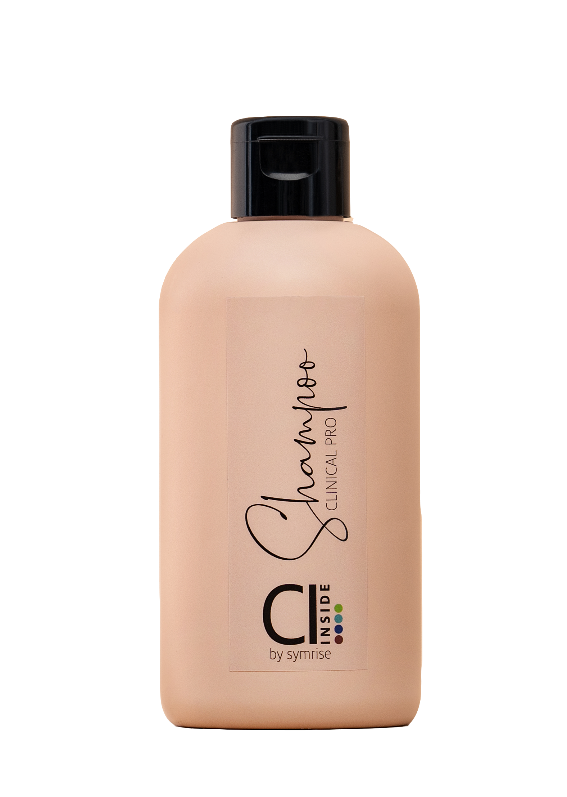 Shampoo
CLINICAL PRO
CI INSIDE
by symrise